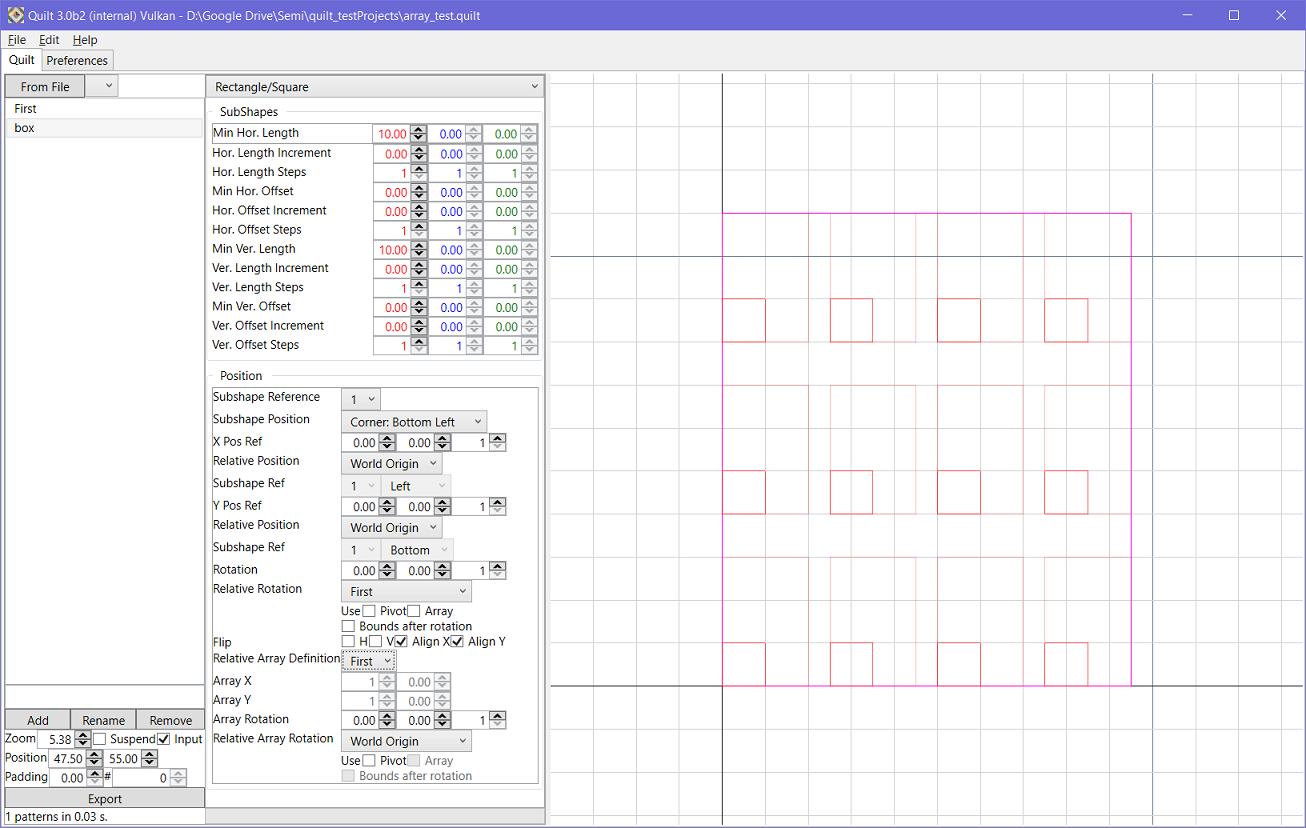 Quilt 3.0b2 (internal) Vulkan - D:\Google Drive\Semi\quilt_testProjects\array_test.quilt
File Edit Help
Quilt Preferences
From File
First
box
Rectangle/Square
SubShapes
Min Hor. Length 10.00 0.00 0.00
Hor. Length Increment 0.00 0.00 0.00
Hor. Length Steps 1 1 1
Min Hor. Offset 0.00 0.00 0.00
Hor. Offset Increment 0.00 0.00 0.00
Hor. Offset Steps 1 1 1
Min Ver. Length 10.00 0.00 0.00
Ver. Length Increment 0.00 0.00 0.00
Ver. Length Steps 1 1 1
Min Ver. Offset 0.00 0.00 0.00
Ver. Offset Increment 0.00 0.00 0.00
Ver. Offset Steps 1 1 1
Position
Subshape Reference 1
Subshape Position Corner: Bottom Left
X Pos Ref 0.00 0.00 1
Relative Position World Origin
Subshape Ref 1 Left
Y Pos Ref 0.00 0.00 1
Relative Position World Origin
Subshape Ref 1 Bottom
Rotation 0.00 0.00 1
Relative Rotation First
Use Pivot Array
Bounds after rotation
Flip H V Align X Align Y
Relative Array Definition First
Array X 1 0.00
Array Y 1 0.00
Array Rotation 0.00 0.00 1
Relative Array Rotation World Origin
Use Pivot Array
Bounds after rotation
Add Rename Remove
Zoom 5.38 Suspend Input
Position 47.50 55.00
Padding 0.00 # 0
Export
1 patterns in 0.03 s.